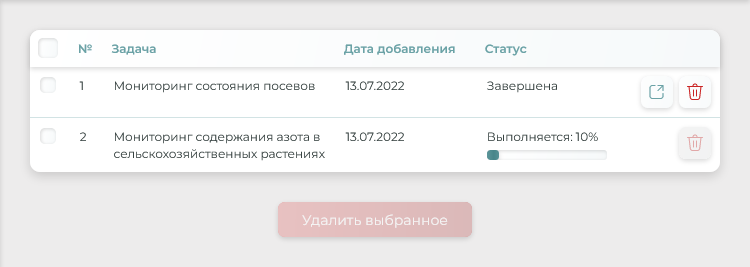 № Задача Дата добавления Статус
1 Мониторинг состояния посевов 13.07.2022 Завершена
2 Мониторинг содержания азота в 13.07.2022 Выполняется: 10%
сельскохозяйственных растениях
Удалить выбранное